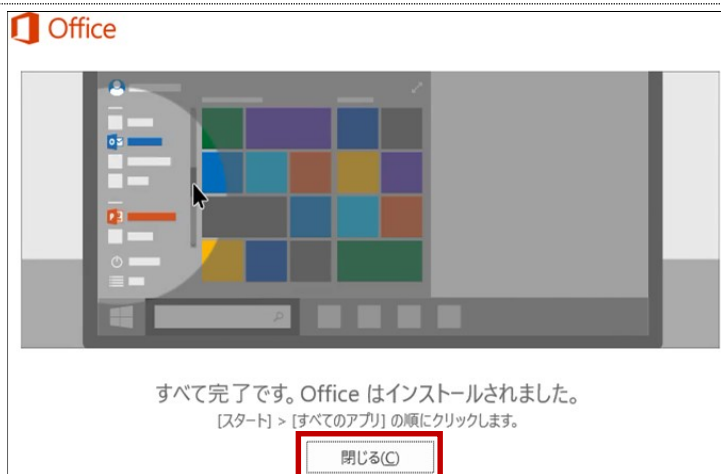 Office
すべて完了です。Office はインストールされました。
[スタート] > [すべてのアプリ] の順にクリックします。
閉じる(C)